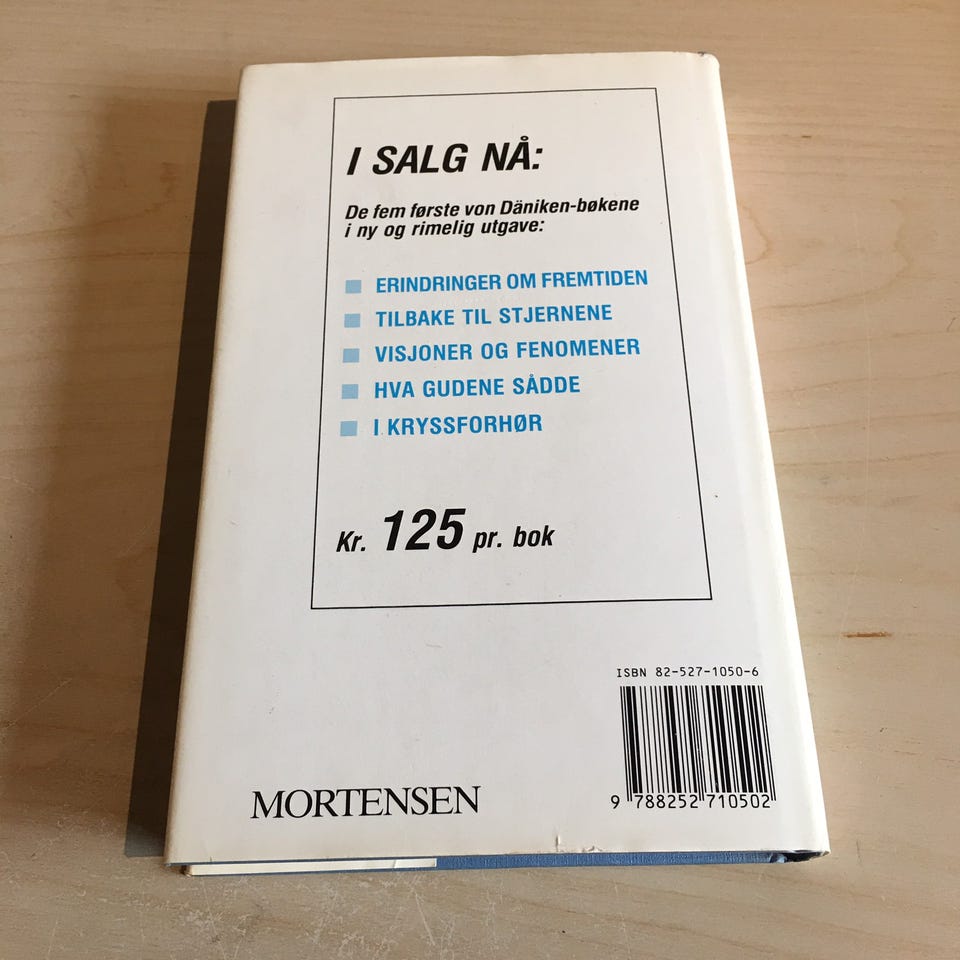 I SALG NÅ:
De fem første von Däniken-bøkene
i ny og rimelig utgave:
ERINDRINGER OM FREMTIDEN
TILBAKE TIL STJERNENE
VISJONER OG FENOMENER
HVA GUDENE SÅDDE
I KRYSSFORHØR
Kr. 125 pr. bok
ISBN 82-527-1050-6
9 788252 710502
MORTENSEN